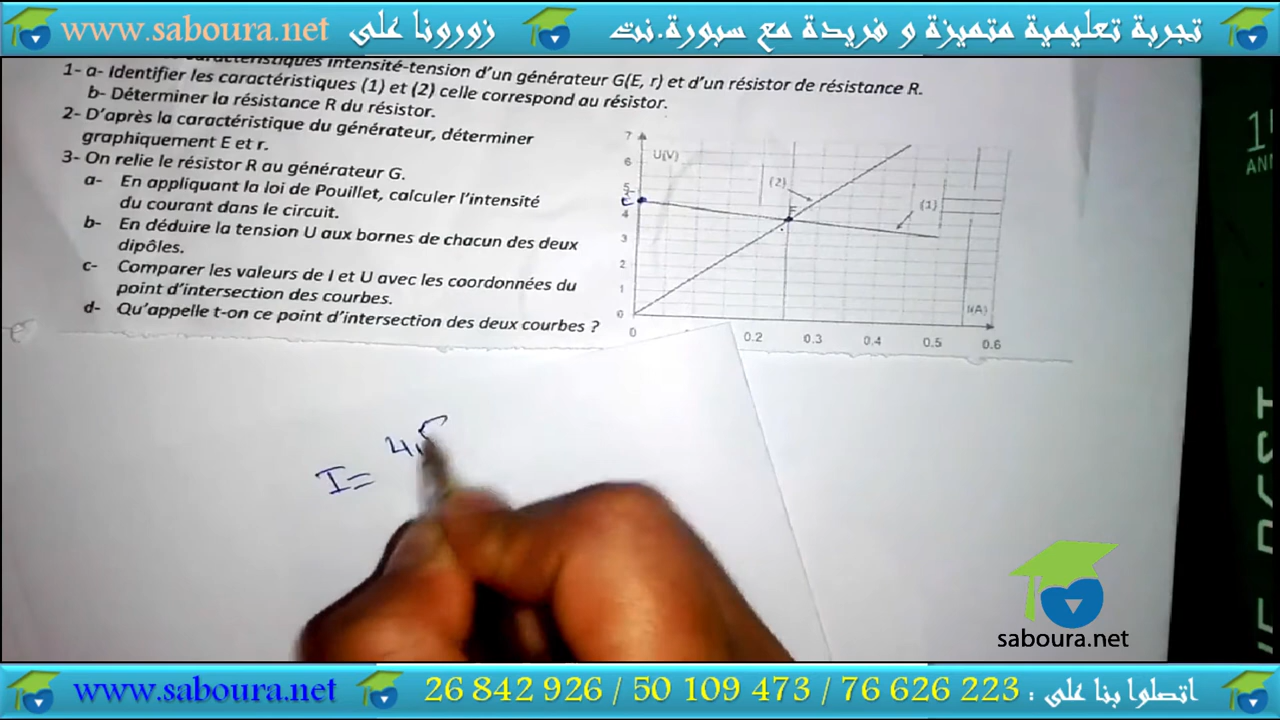 www.saboura.net زورونا على
تجربة تعليمية متميزة و فريدة مع سبورة.نت
caractéristiques intensité-tension d'un générateur G(E, r) et d'un résistor de résistance R.
1- a- Identifier les caractéristiques (1) et (2) celle correspond au résistor.
b- Déterminer la résistance R du résistor.
2- D'après la caractéristique du générateur, déterminer
graphiquement E et r.
3- On relie le résistor R au générateur G.
a- En appliquant la loi de Pouillet, calculer l'intensité
du courant dans le circuit.
b- En déduire la tension U aux bornes de chacun des deux
dipôles.
c- Comparer les valeurs de I et U avec les coordonnées du
point d'intersection des courbes.
d- Qu'appelle t-on ce point d'intersection des deux courbes ?
7
U(V)
6
(2)
5
(1)
4
3
2
1
0
I(A)
0
0.2
0.3
0.4
0.5
0.6
I= 4,5
saboura.net
www.saboura.net
اتصلوا بنا على : 26 842 926 / 50 109 473 / 76 626 223